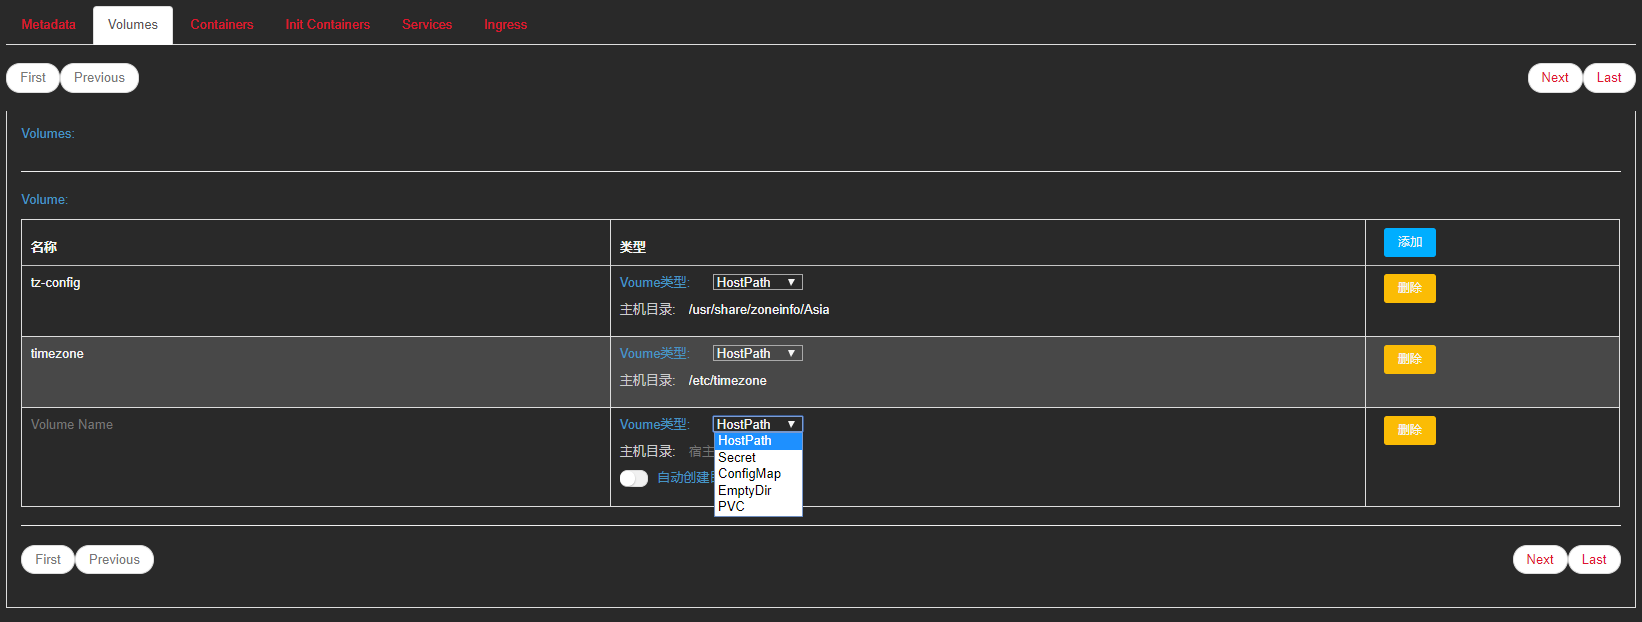 Metadata Volumes Containers Init Containers Services Ingress
First Previous Next Last
Volumes:
Volume:
名称 类型 添加
tz-config Voume类型: HostPath 删除
主机目录: /usr/share/zoneinfo/Asia
timezone Voume类型: HostPath 删除
主机目录: /etc/timezone
Volume Name Voume类型: HostPath 删除
HostPath
主机目录: 宿主
Secret
ConfigMap
自动创建
EmptyDir
PVC
First Previous Next Last